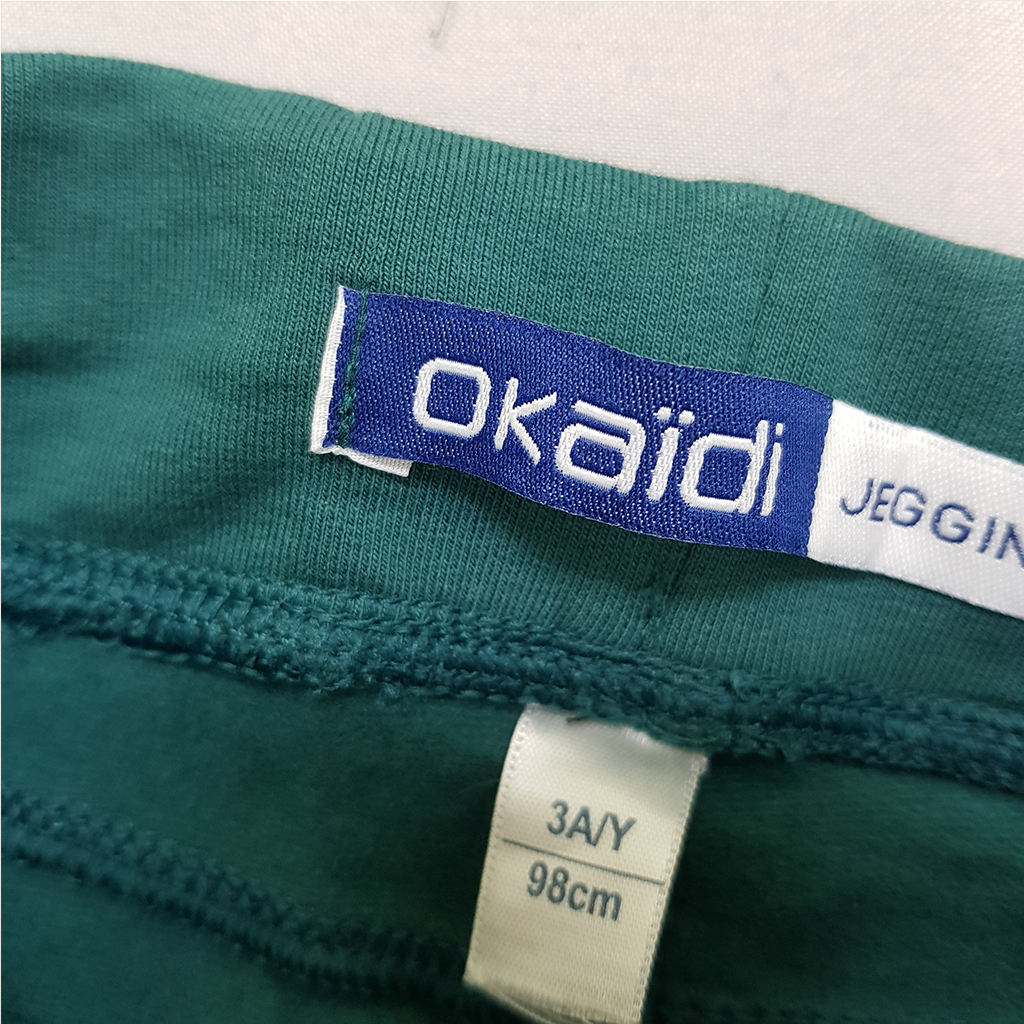 okaïdi
JEGGIN
3A/Y
98cm